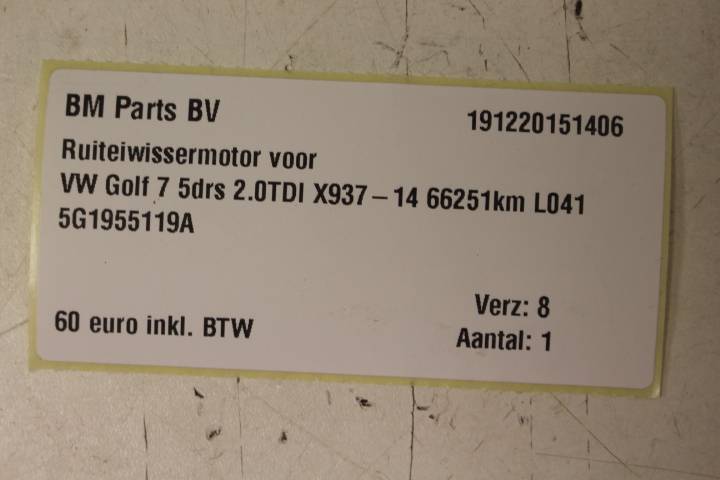 BM Parts BV
191220151406
Ruiteiwissermotor voor
VW Golf 7 5drs 2.0TDI X937-14 66251km L041
5G1955119A
Verz: 8
60 euro inkl. BTW
Aantal: 1